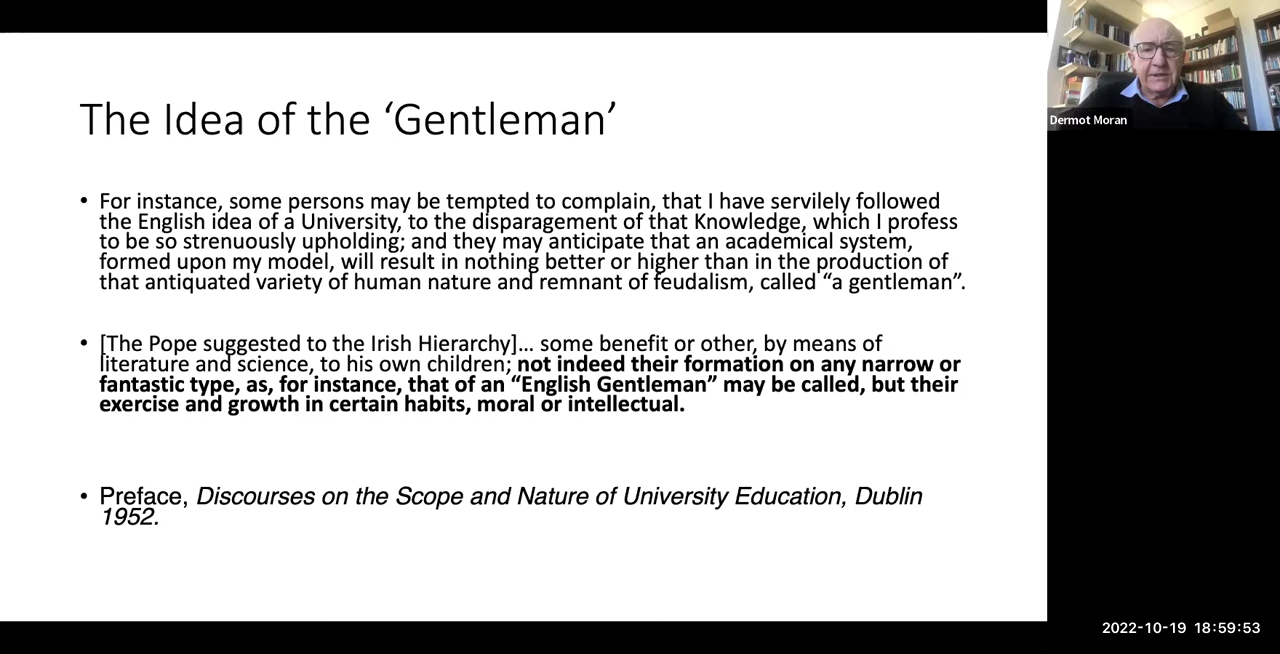 The Idea of the ‘Gentleman’
• For instance, some persons may be tempted to complain, that I have servilely followed
the English idea of a University, to the disparagement of that Knowledge, which I profess
to be so strenuously upholding; and they may anticipate that an academical system,
formed upon my model, will result in nothing better or higher than in the production of
that antiquated variety of human nature and remnant of feudalism, called “a gentleman”.
• [The Pope suggested to the Irish Hierarchy]... some benefit or other, by means of
literature and science, to his own children; not indeed their formation on any narrow or
fantastic type, as, for instance, that of an “English Gentleman” may be called, but their
exercise and growth in certain habits, moral or intellectual.
• Preface, Discourses on the Scope and Nature of University Education, Dublin
1952.
Dermot Moran
2022-10-19 18:59:53